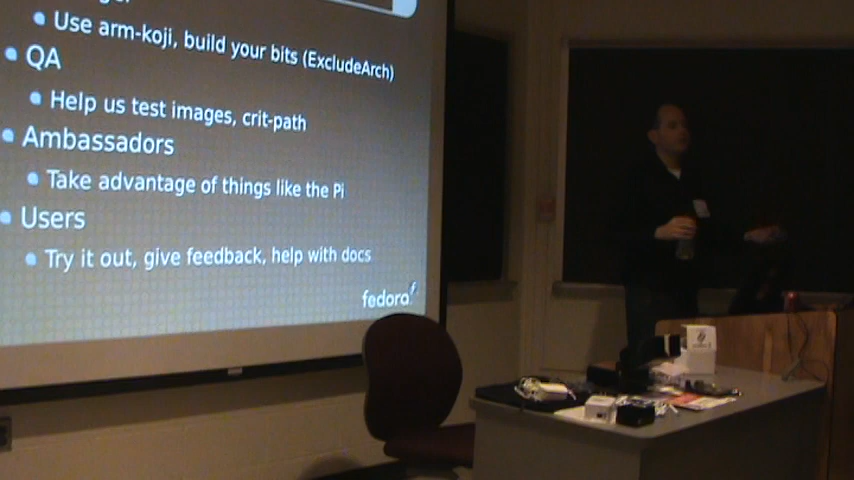 Use arm-koji, build your bits (ExcludeArch)
QA
Help us test images, crit-path
Ambassadors
Take advantage of things like the Pi
Users
Try it out, give feedback, help with docs
fedora